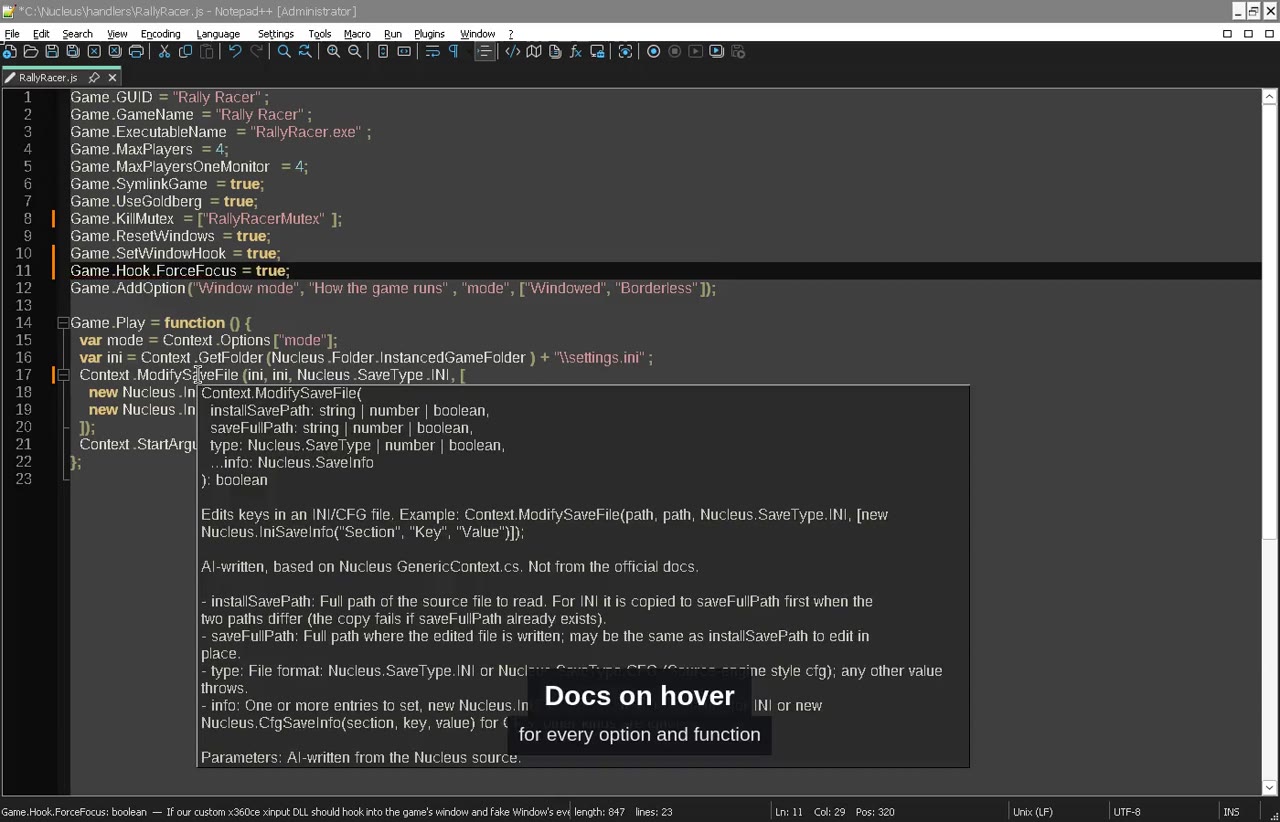 *C:\Nucleus\handlers\RallyRacer.js - Notepad++ [Administrator]
File Edit Search View Encoding Language Settings Tools Macro Run Plugins Window ?
RallyRacer.js
1 Game.GUID = "Rally Racer";
2 Game.GameName = "Rally Racer";
3 Game.ExecutableName = "RallyRacer.exe";
4 Game.MaxPlayers = 4;
5 Game.MaxPlayersOneMonitor = 4;
6 Game.SymlinkGame = true;
7 Game.UseGoldberg = true;
8 Game.KillMutex = ["RallyRacerMutex"];
9 Game.ResetWindows = true;
10 Game.SetWindowHook = true;
11 Game.Hook.ForceFocus = true;
12 Game.AddOption("Window mode", "How the game runs", "mode", ["Windowed", "Borderless"]);
13
14 Game.Play = function () {
15 var mode = Context.Options["mode"];
16 var ini = Context.GetFolder(Nucleus.Folder.InstancedGameFolder) + "\\settings.ini";
17 Context.ModifySaveFile(ini, ini, Nucleus.SaveType.INI, [
18 new Nucleus.In
19 new Nucleus.In
20 ]);
21 Context.StartArgu
22 };
23
Context.ModifySaveFile(
installSavePath: string | number | boolean,
saveFullPath: string | number | boolean,
type: Nucleus.SaveType | number | boolean,
...info: Nucleus.SaveInfo
): boolean
Edits keys in an INI/CFG file. Example: Context.ModifySaveFile(path, path, Nucleus.SaveType.INI, [new
Nucleus.IniSaveInfo("Section", "Key", "Value")]);
AI-written, based on Nucleus GenericContext.cs. Not from the official docs.
- installSavePath: Full path of the source file to read. For INI it is copied to saveFullPath first when the
two paths differ (the copy fails if saveFullPath already exists).
- saveFullPath: Full path where the edited file is written; may be the same as installSavePath to edit in
place.
- type: File format: Nucleus.SaveType.INI or Nucleus.SaveType.CFG (Source-engine style cfg); any other value
throws.
- info: One or more entries to set, new Nucleus.In INI or new
Nucleus.CfgSaveInfo(section, key, value) for
Parameters: AI-written from the Nucleus source.
Docs on hover
for every option and function
Game.Hook.ForceFocus: boolean — If our custom x360ce xinput DLL should hook into the game's window and fake Window's eve length: 847 lines: 23 Ln: 11 Col: 29 Pos: 320 Unix (LF) UTF-8 INS